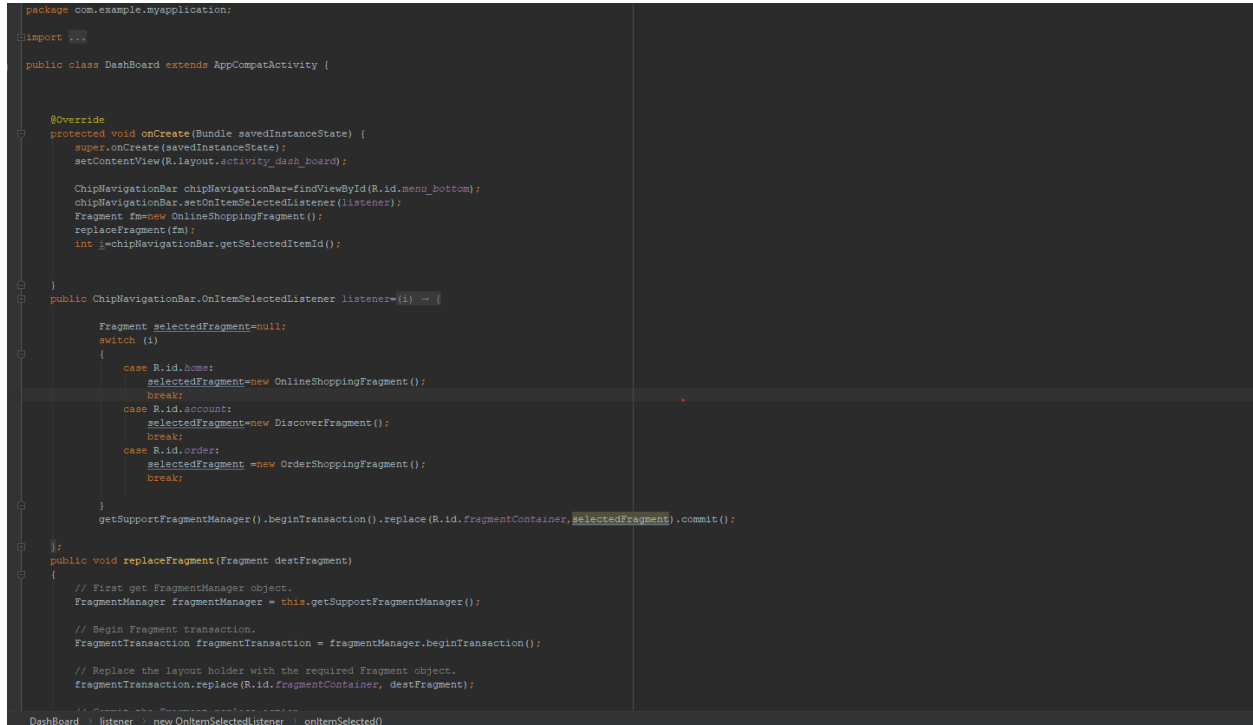 package com.example.myapplication;
import ...
public class DashBoard extends AppCompatActivity {
@Override
protected void onCreate(Bundle savedInstanceState) {
super.onCreate(savedInstanceState);
setContentView(R.layout.activity_dash_board);
ChipNavigationBar chipNavigationBar=findViewById(R.id.menu_bottom);
chipNavigationBar.setOnItemSelectedListener(listener);
Fragment fm=new OnlineShoppingFragment();
replaceFragment(fm);
int i=chipNavigationBar.getSelectedItemId();
}
public ChipNavigationBar.OnItemSelectedListener listener=(i) → {
Fragment selectedFragment=null;
switch (i)
{
case R.id.home:
selectedFragment=new OnlineShoppingFragment();
break;
case R.id.account:
selectedFragment=new DiscoverFragment();
break;
case R.id.order:
selectedFragment =new OrderShoppingFragment();
break;
}
getSupportFragmentManager().beginTransaction().replace(R.id.fragmentContainer,selectedFragment).commit();
};
public void replaceFragment(Fragment destFragment)
{
// First get FragmentManager object.
FragmentManager fragmentManager = this.getSupportFragmentManager();
// Begin Fragment transaction.
FragmentTransaction fragmentTransaction = fragmentManager.beginTransaction();
// Replace the layout holder with the required Fragment object.
fragmentTransaction.replace(R.id.fragmentContainer, destFragment);
// Commit the Fragment replace action.
DashBoard > listener > new OnItemSelectedListener > onItemSelected()